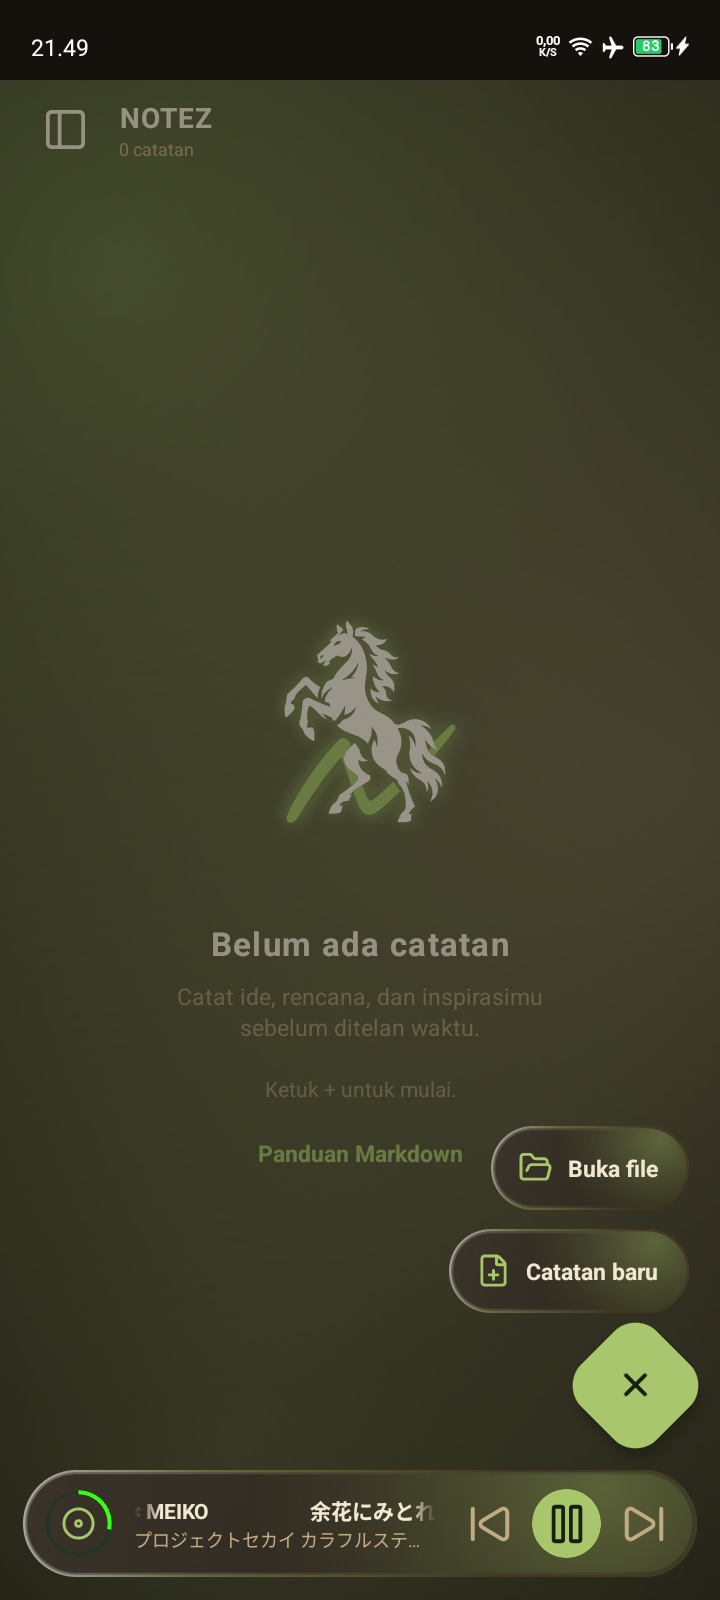 21.49
0,00
K/S
83
NOTEZ
0 catatan
Belum ada catatan
Catat ide, rencana, dan inspirasimu
sebelum ditelan waktu.
Ketuk + untuk mulai.
Panduan Markdown
Buka file
Catatan baru
MEIKO 余花にみとれ
プロジェクトセカイ カラフルステ...